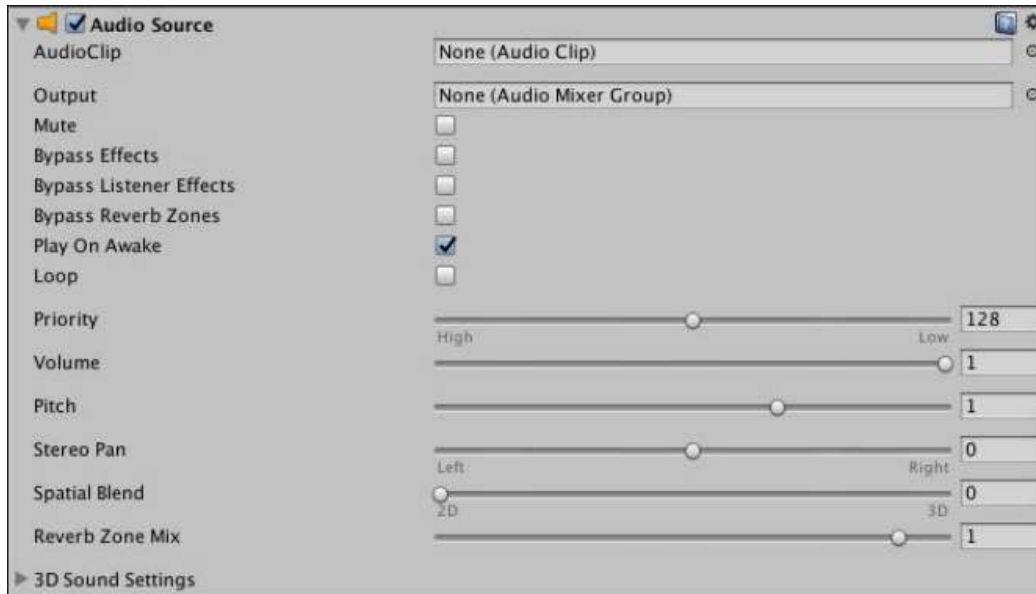 Audio Source
AudioClip None (Audio Clip)
Output None (Audio Mixer Group)
Mute
Bypass Effects
Bypass Listener Effects
Bypass Reverb Zones
Play On Awake
Loop
Priority 128
High Low
Volume 1
Pitch 1
Stereo Pan 0
Left Right
Spatial Blend 0
2D 3D
Reverb Zone Mix 1
3D Sound Settings